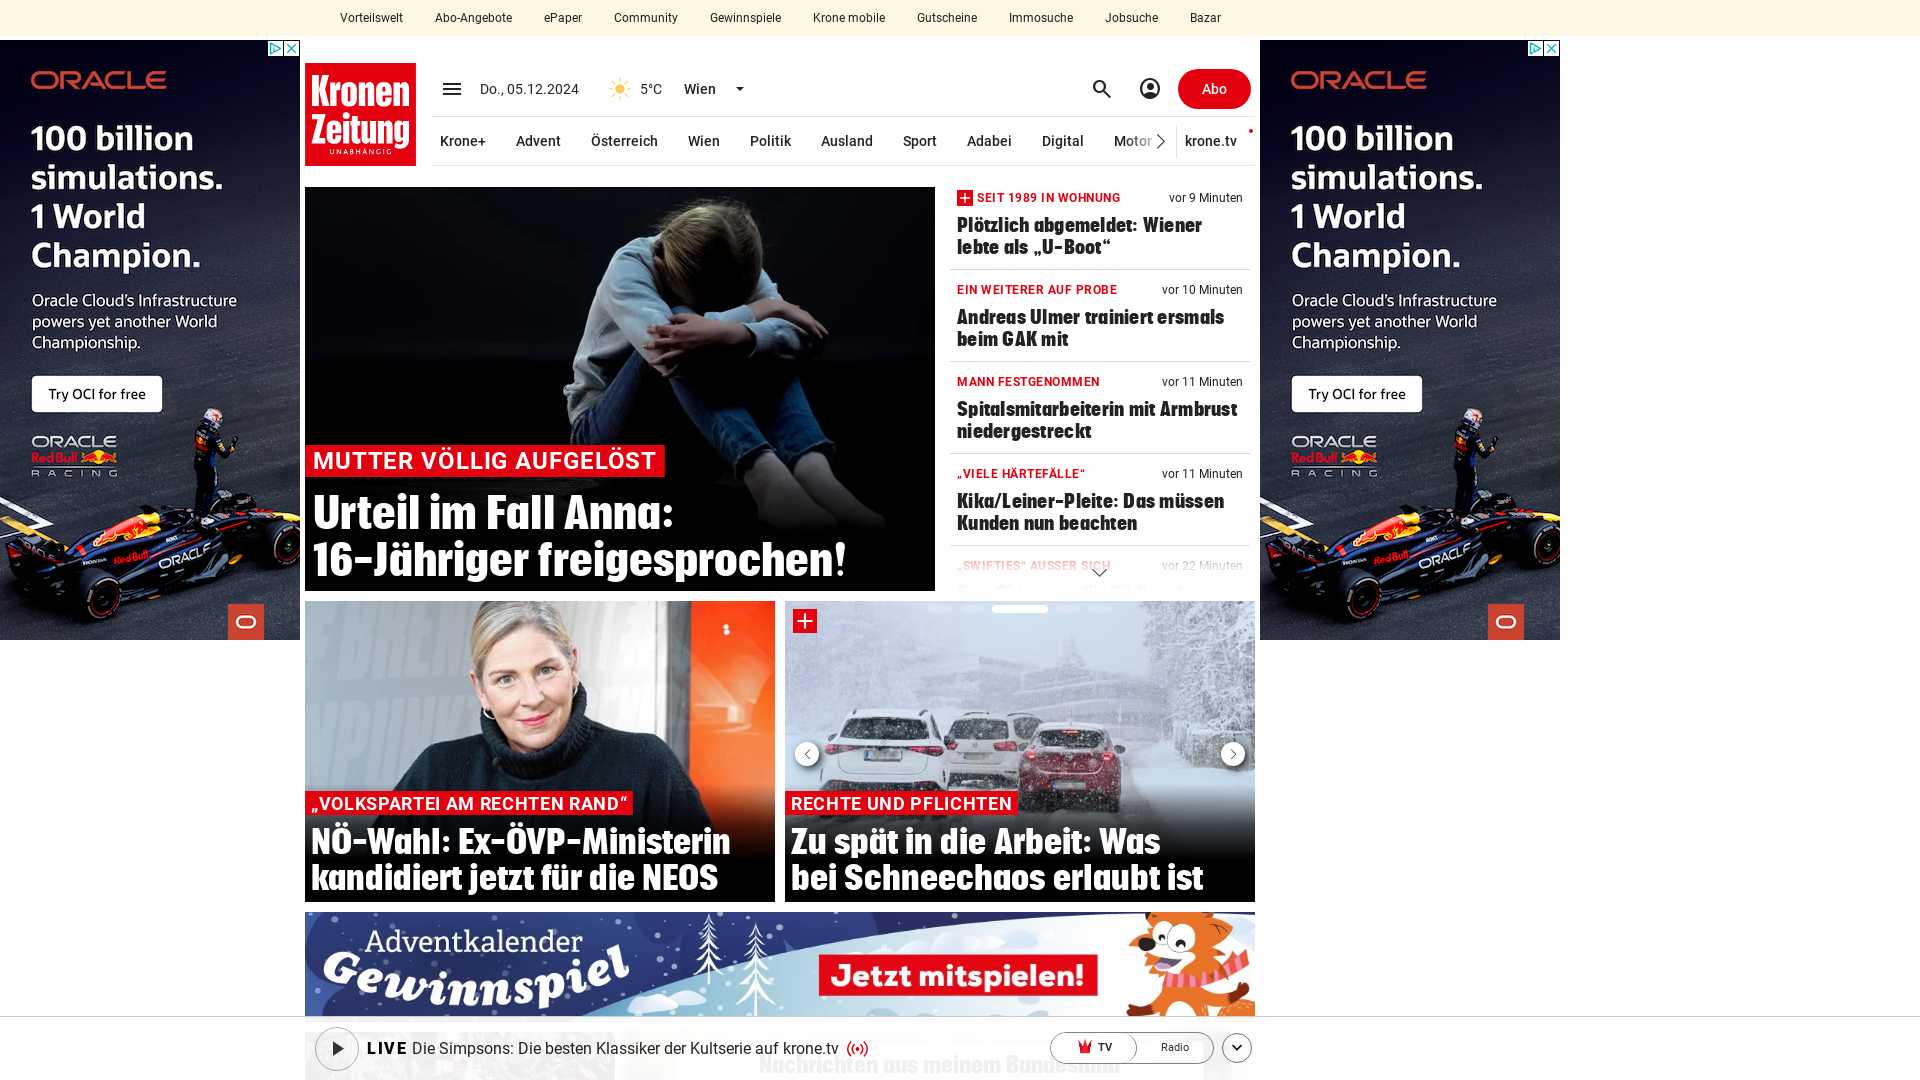 Vorteilswelt Abo-Angebote ePaper Community Gewinnspiele Krone mobile Gutscheine Immosuche Jobsuche Bazar
ORACLE
100 billion
simulations.
1 World
Champion.
Oracle Cloud's Infrastructure
powers yet another World
Championship.
Try OCI for free
ORACLE
Red Bull
RACING
Kronen
Zeitung
UNABHÄNGIG
Do., 05.12.2024 5°C Wien
Abo
Krone+ Advent Österreich Wien Politik Ausland Sport Adabei Digital Motor krone.tv
MUTTER VÖLLIG AUFGELÖST
Urteil im Fall Anna:
16-Jähriger freigesprochen!
SEIT 1989 IN WOHNUNG vor 9 Minuten
Plötzlich abgemeldet: Wiener
lebte als „U-Boot“
EIN WEITERER AUF PROBE vor 10 Minuten
Andreas Ulmer trainiert ersmals
beim GAK mit
MANN FESTGENOMMEN vor 11 Minuten
Spitalsmitarbeiterin mit Armbrust
niedergestreckt
„VIELE HÄRTEFÄLLE“ vor 11 Minuten
Kika/Leiner-Pleite: Das müssen
Kunden nun beachten
„SWIFTIES“ AUSSER SICH vor 22 Minuten
„VOLKSPARTEI AM RECHTEN RAND“
NÖ-Wahl: Ex-ÖVP-Ministerin
kandidiert jetzt für die NEOS
RECHTE UND PFLICHTEN
Zu spät in die Arbeit: Was
bei Schneechaos erlaubt ist
Adventkalender
Gewinnspiel
Jetzt mitspielen!
LIVE Die Simpsons: Die besten Klassiker der Kultserie auf krone.tv
TV Radio
Nachrichten aus meinem Bundesland
ORACLE
100 billion
simulations.
1 World
Champion.
Oracle Cloud's Infrastructure
powers yet another World
Championship.
Try OCI for free
ORACLE
Red Bull
RACING